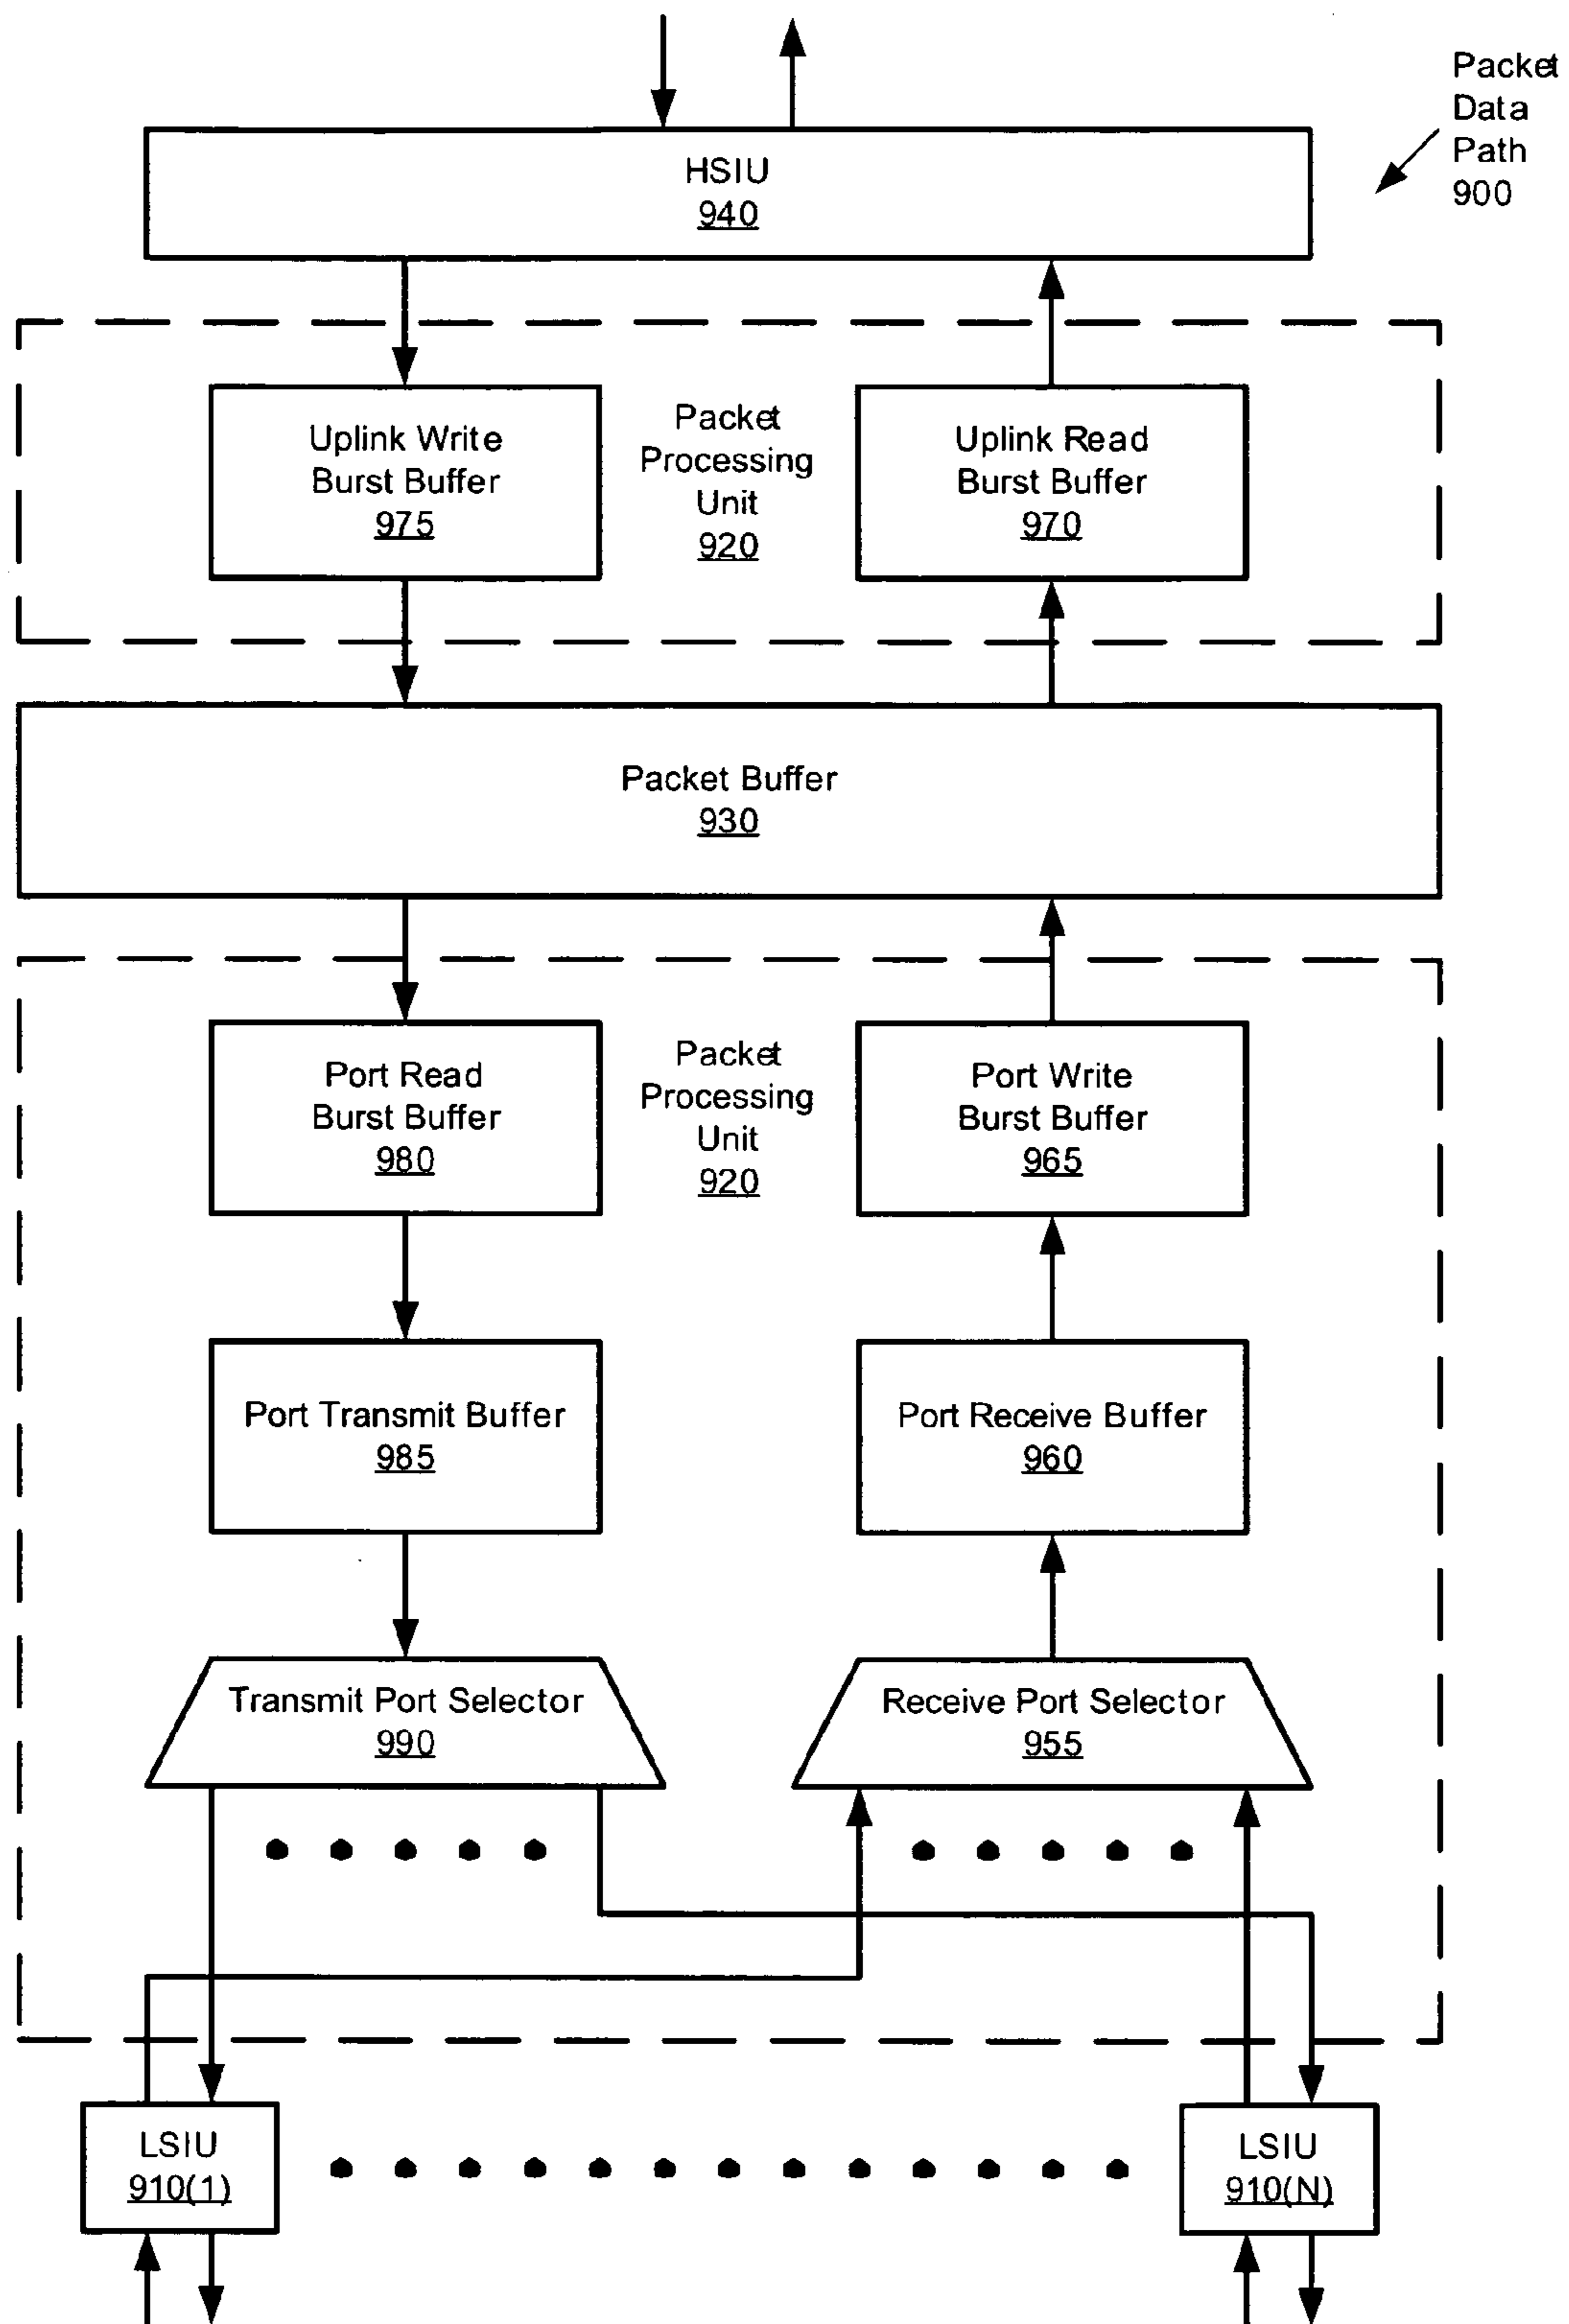 Packet
Data
Path
900
HSIU
940
Uplink Write
Burst Buffer
975
Packet
Processing
Unit
920
Uplink Read
Burst Buffer
970
Packet Buffer
930
Port Read
Burst Buffer
980
Packet
Processing
Unit
920
Port Write
Burst Buffer
965
Port Transmit Buffer
985
Port Receive Buffer
960
Transmit Port Selector
990
Receive Port Selector
955
LSIU
910(1)
LSIU
910(N)